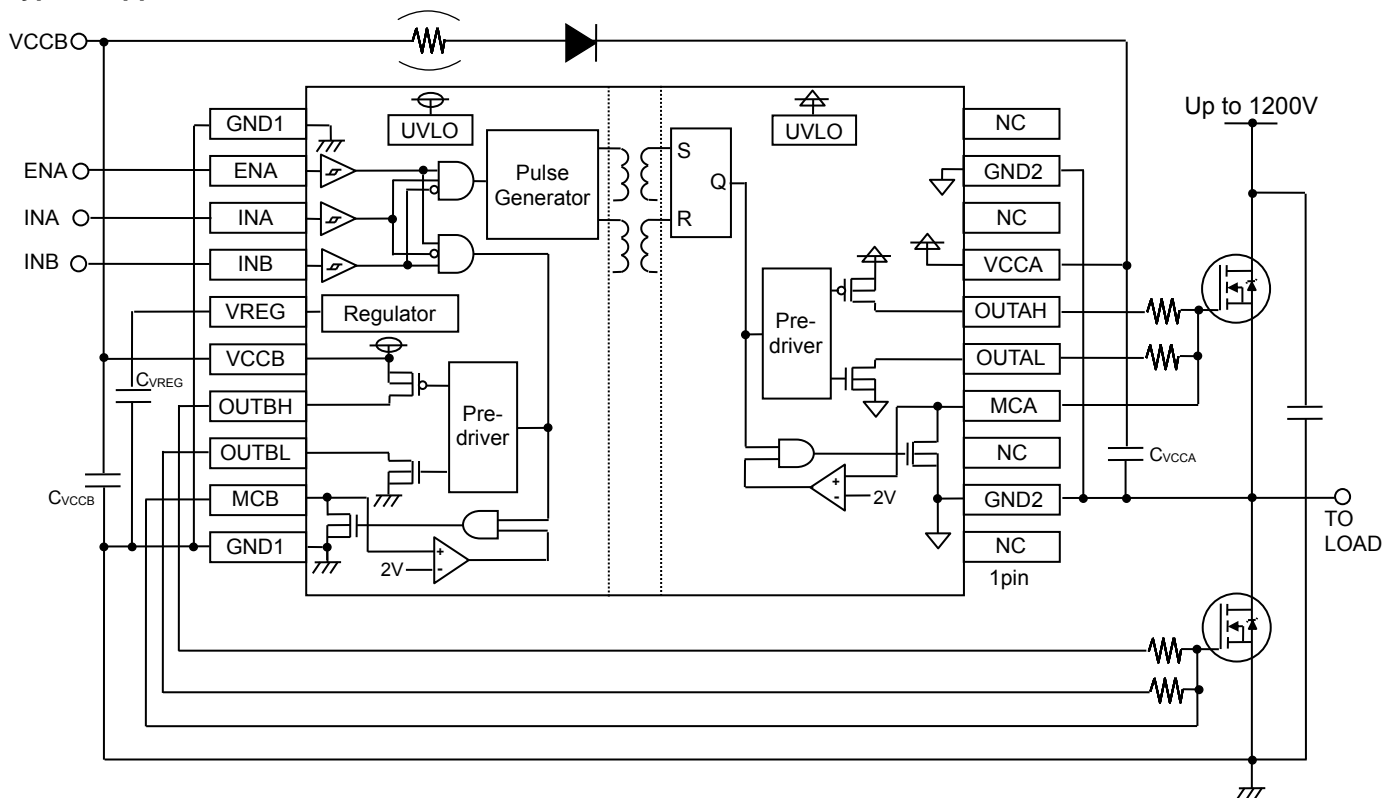 VCCB
Up to 1200V
GND1
UVLO
UVLO
NC
ENA
ENA
Pulse
Generator
S
Q
R
GND2
INA
INA
NC
INB
INB
VCCA
VREG
Regulator
Pre-
driver
OUTAH
VCCB
OUTAL
CVREG
OUTBH
Pre-
driver
MCA
OUTBL
NC
CVCCA
CVCCB
MCB
+
-
2V
GND2
TO
LOAD
GND1
+
-
2V
NC
1pin